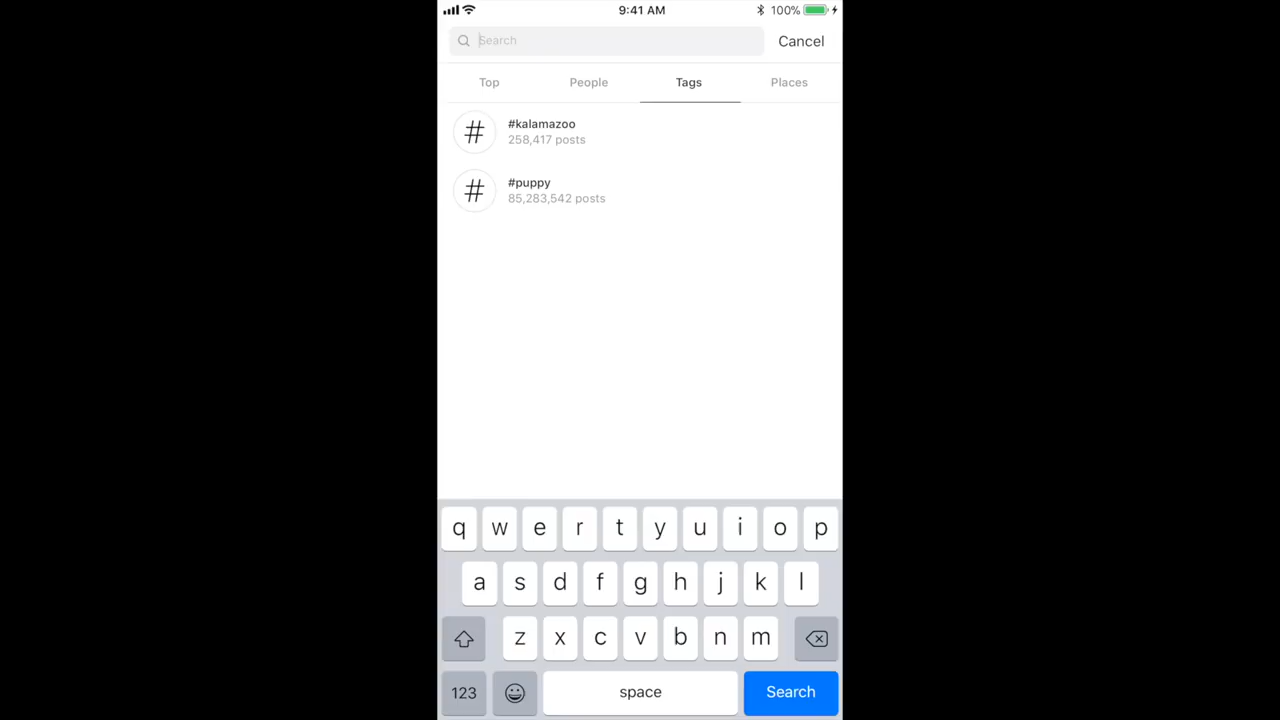 9:41 AM 100%
Search Cancel
Top People Tags Places
# #kalamazoo
258,417 posts
# #puppy
85,283,542 posts
q w e r t y u i o p
a s d f g h j k l
z x c v b n m
123 space Search